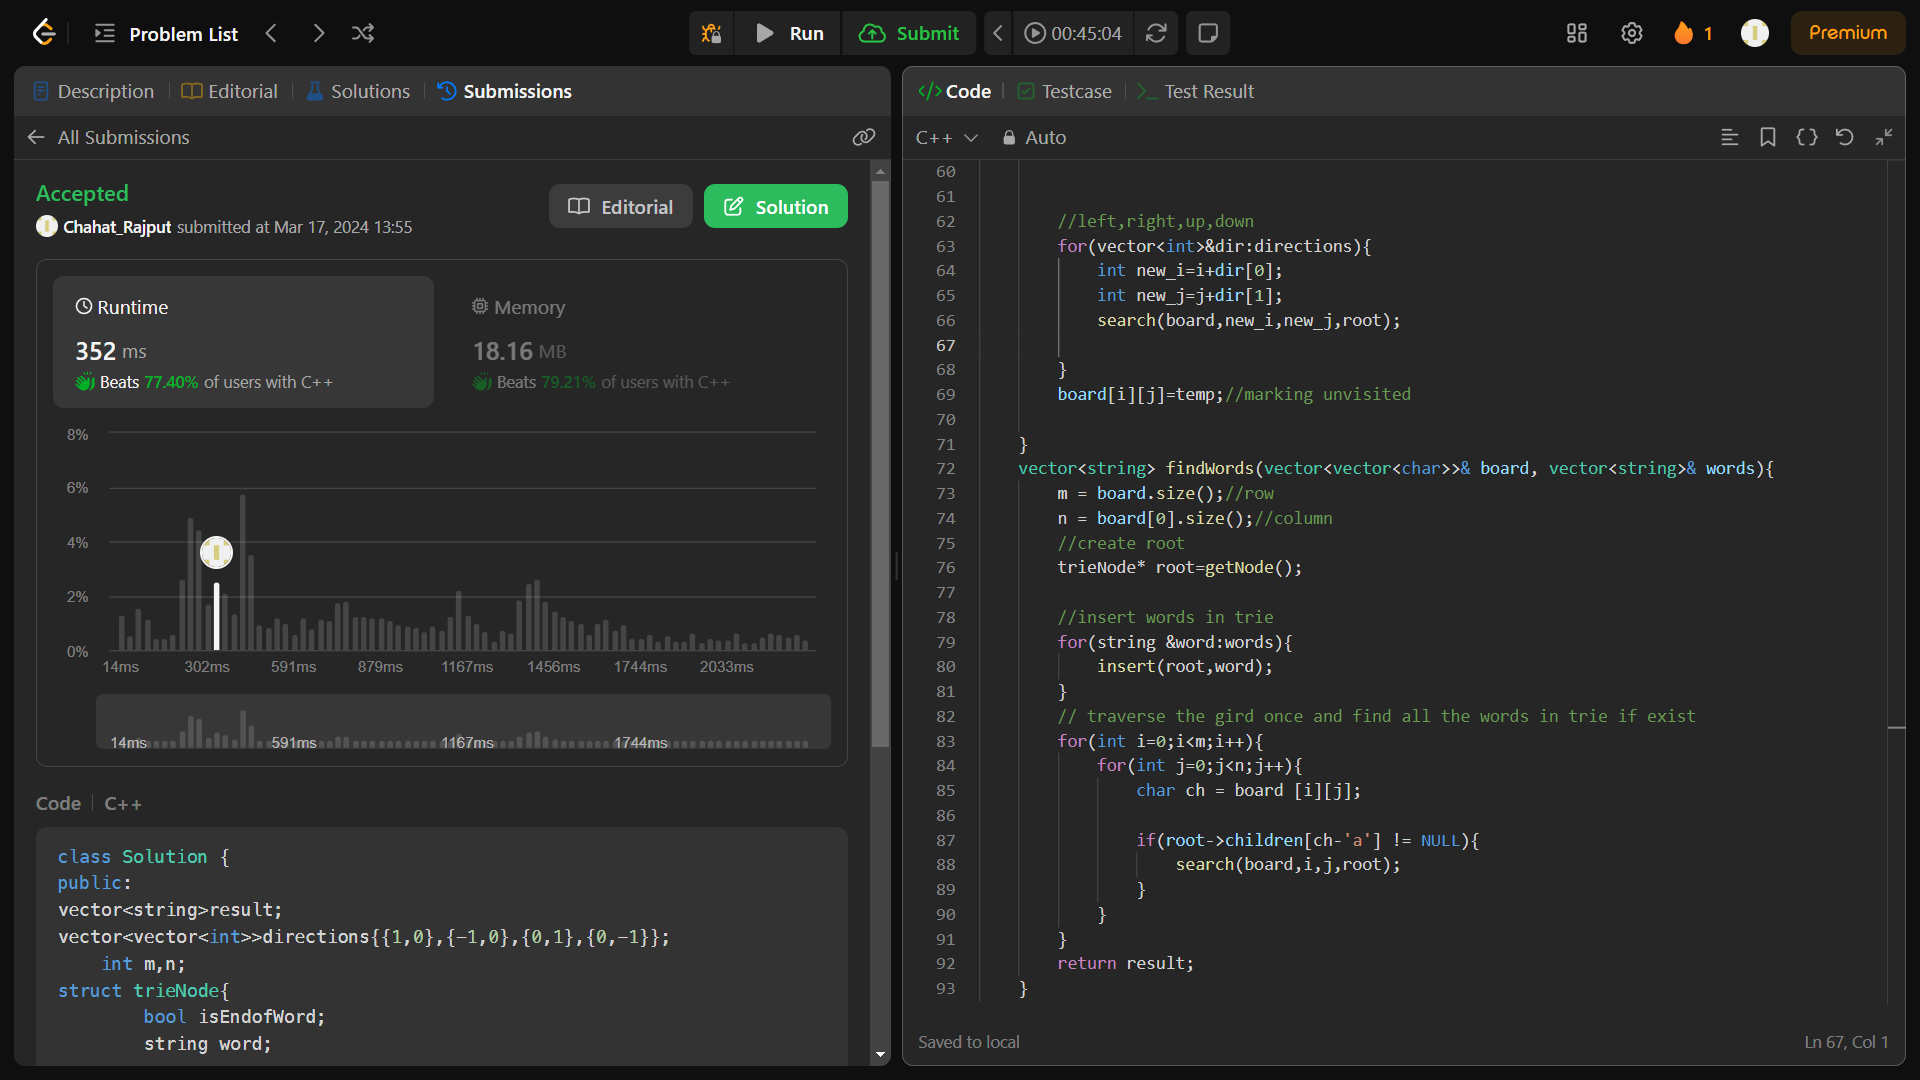 Problem List
Run
Submit
00:45:04
1
Premium
Description
Editorial
Solutions
Submissions
All Submissions
Accepted
Chahat_Rajput submitted at Mar 17, 2024 13:55
Editorial
Solution
Runtime
352 ms
Beats 77.40% of users with C++
Memory
18.16 MB
Beats 79.21% of users with C++
8%
6%
4%
2%
0%
14ms 302ms 591ms 879ms 1167ms 1456ms 1744ms 2033ms
14ms 591ms 1167ms 1744ms
Code C++
class Solution {
public:
vector<string>result;
vector<vector<int>>directions{{1,0},{-1,0},{0,1},{0,-1}};
int m,n;
struct trieNode{
bool isEndofWord;
string word;
</> Code
Testcase
Test Result
C++
Auto
60
61
62 //left,right,up,down
63 for(vector<int>&dir:directions){
64 int new_i=i+dir[0];
65 int new_j=j+dir[1];
66 search(board,new_i,new_j,root);
67
68 }
69 board[i][j]=temp;//marking unvisited
70
71 }
72 vector<string> findWords(vector<vector<char>>& board, vector<string>& words){
73 m = board.size();//row
74 n = board[0].size();//column
75 //create root
76 trieNode* root=getNode();
77
78 //insert words in trie
79 for(string &word:words){
80 insert(root,word);
81 }
82 // traverse the gird once and find all the words in trie if exist
83 for(int i=0;i<m;i++){
84 for(int j=0;j<n;j++){
85 char ch = board [i][j];
86
87 if(root->children[ch-'a'] != NULL){
88 search(board,i,j,root);
89 }
90 }
91 }
92 return result;
93 }
Saved to local
Ln 67, Col 1